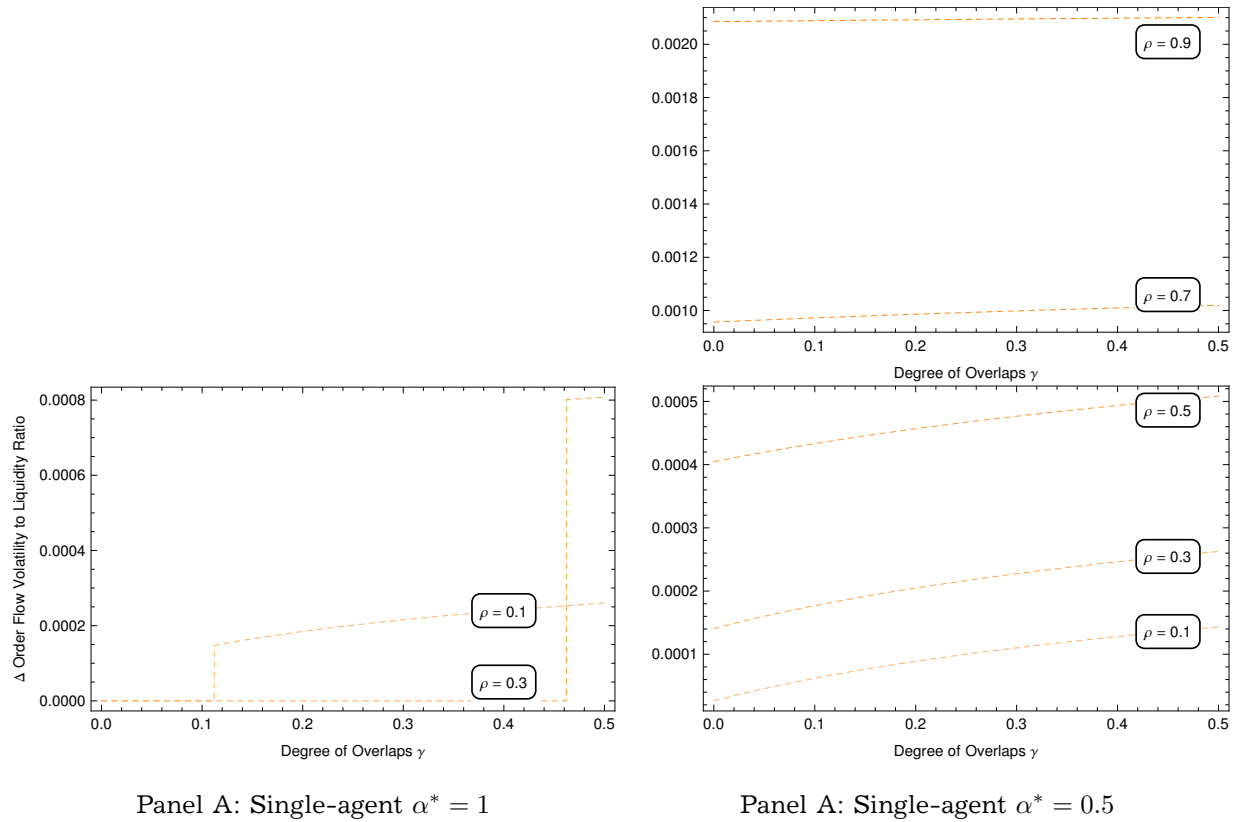 0.0020
0.0018
0.0016
0.0014
0.0012
0.0010
ρ = 0.9
ρ = 0.7
0.0 0.1 0.2 0.3 0.4 0.5
Degree of Overlaps γ
Δ Order Flow Volatility to Liquidity Ratio
0.0008
0.0006
0.0004
0.0002
0.0000
ρ = 0.1
ρ = 0.3
0.0 0.1 0.2 0.3 0.4 0.5
Degree of Overlaps γ
0.0005
0.0004
0.0003
0.0002
0.0001
ρ = 0.5
ρ = 0.3
ρ = 0.1
0.0 0.1 0.2 0.3 0.4 0.5
Degree of Overlaps γ
Panel A: Single-agent α* = 1
Panel A: Single-agent α* = 0.5